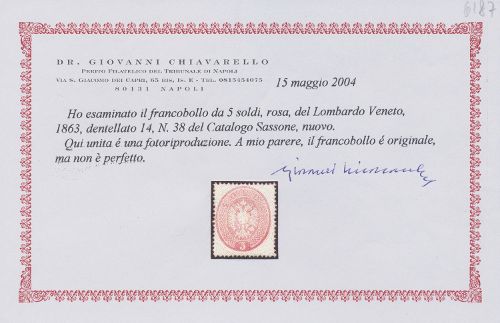 6187
DR. GIOVANNI CHIAVARELLO
PERITO FILATELICO DEL TRIBUNALE DI NAPOLI
VIA S. GIACOMO DEI CAPRI, 65 BIS, IS. E - TEL. 0815454075
80131 NAPOLI
15 maggio 2004
Ho esaminato il francobollo da 5 soldi, rosa, del Lombardo Veneto,
1863, dentellato 14, N. 38 del Catalogo Sassone, nuovo.
Qui unita é una fotoriproduzione. A mio parere, il francobollo é originale,
ma non è perfetto.